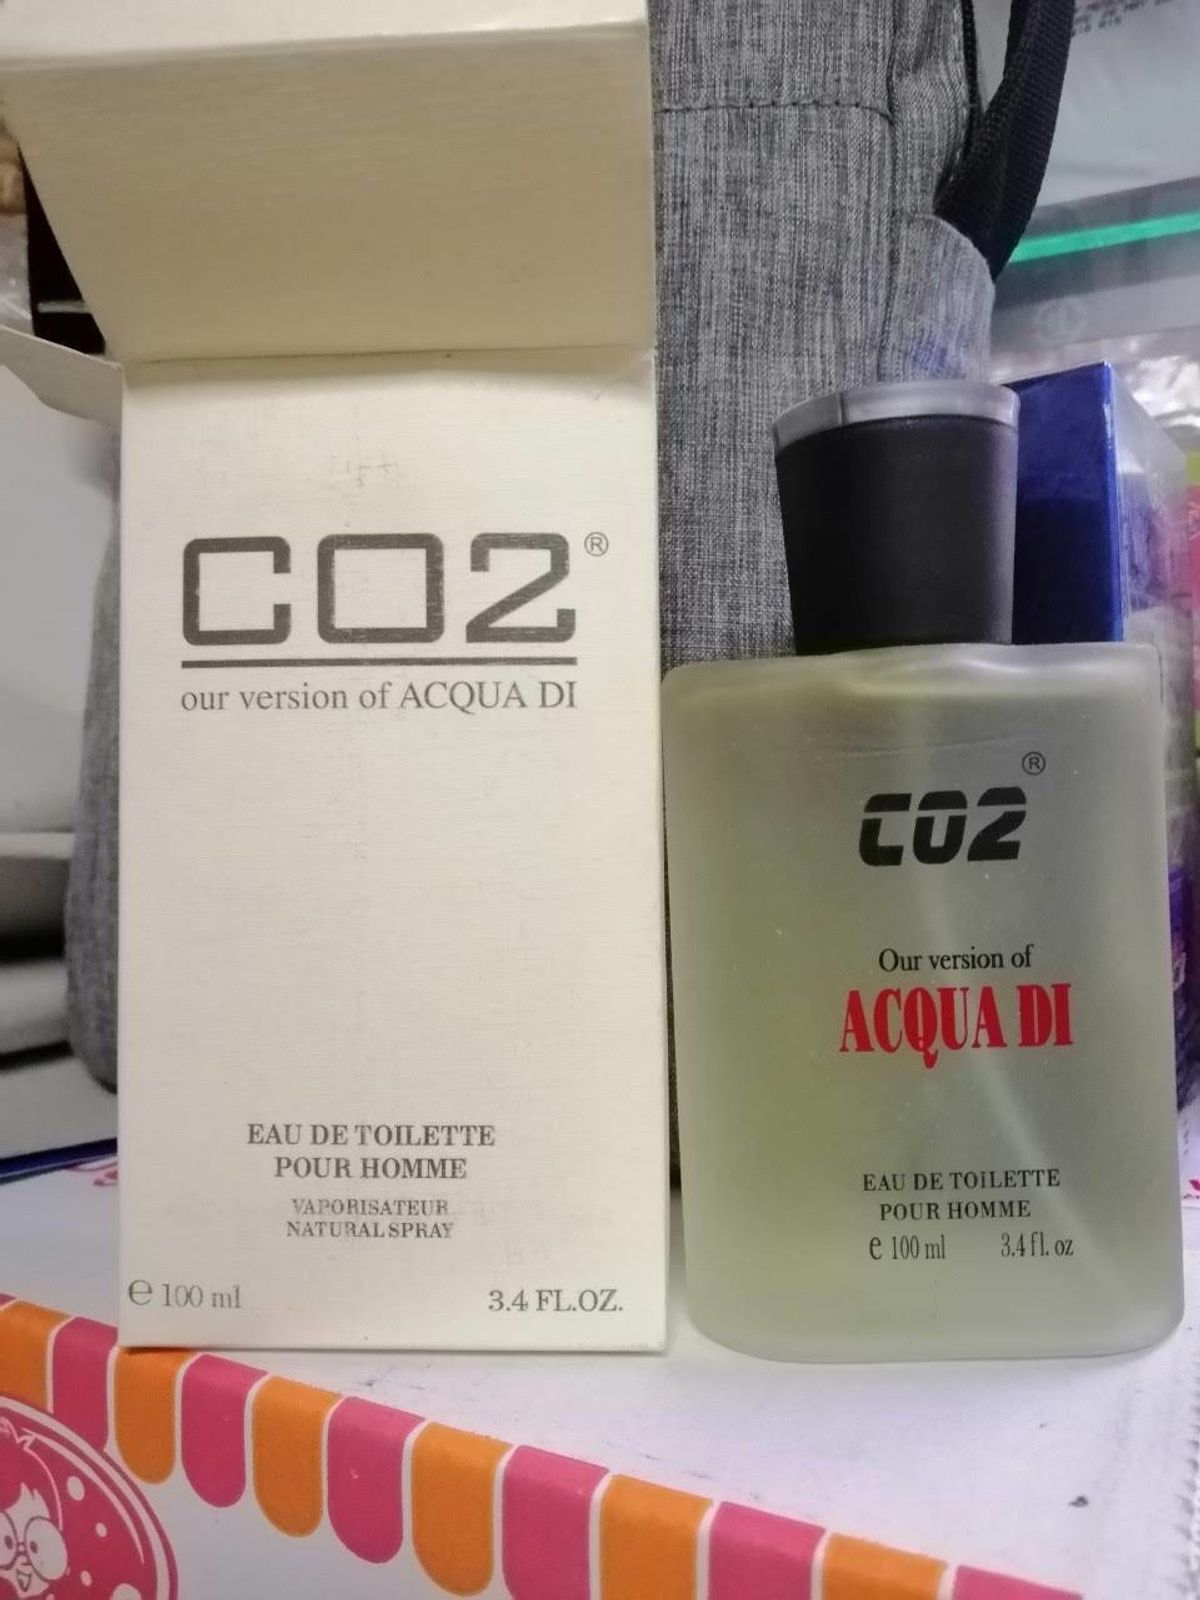 CO2®
our version of ACQUA DI
EAU DE TOILETTE
POUR HOMME
VAPORISATEUR
NATURAL SPRAY
e 100 ml 3.4 FL.OZ.
CO2®
Our version of
ACQUA DI
EAU DE TOILETTE
POUR HOMME
e 100 ml 3.4 fl. oz